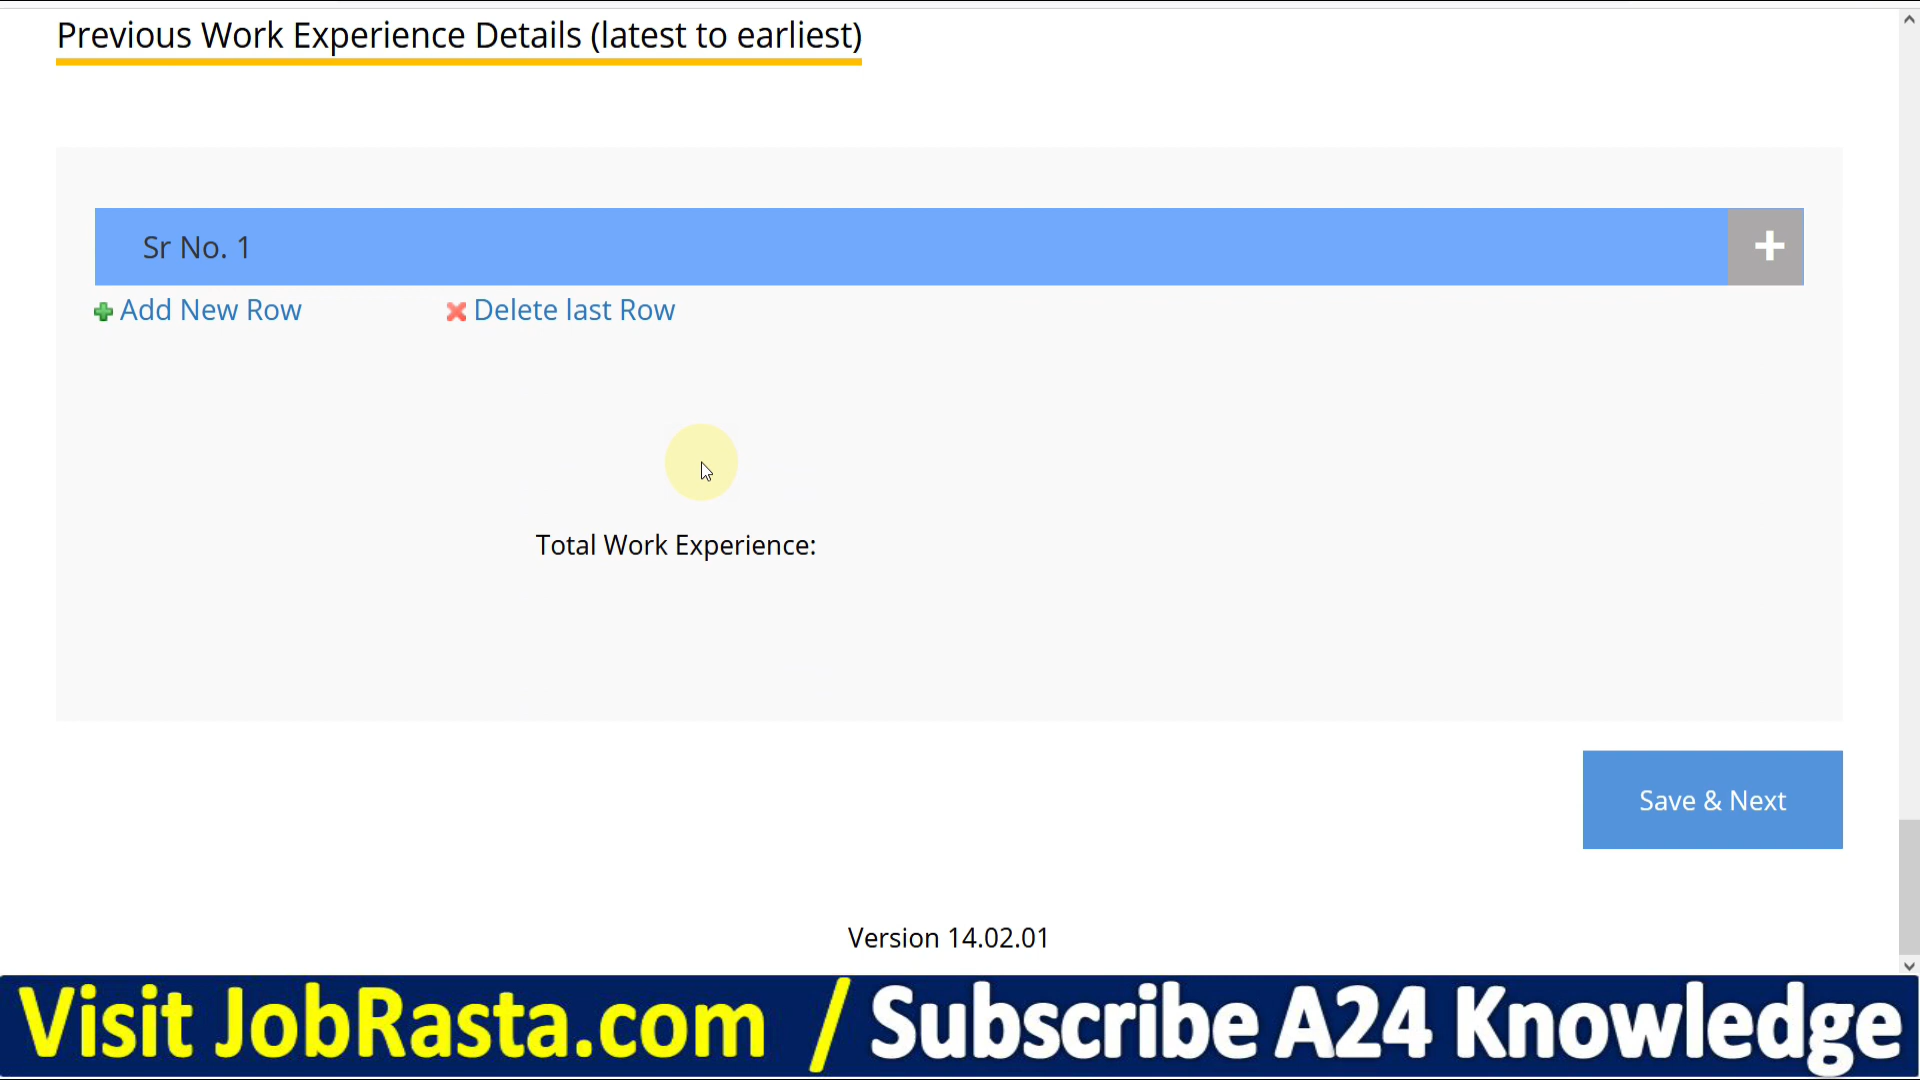 Previous Work Experience Details (latest to earliest)
Sr No. 1
Add New Row Delete last Row
Total Work Experience:
Save & Next
Version 14.02.01
Visit JobRasta.com / Subscribe A24 Knowledge